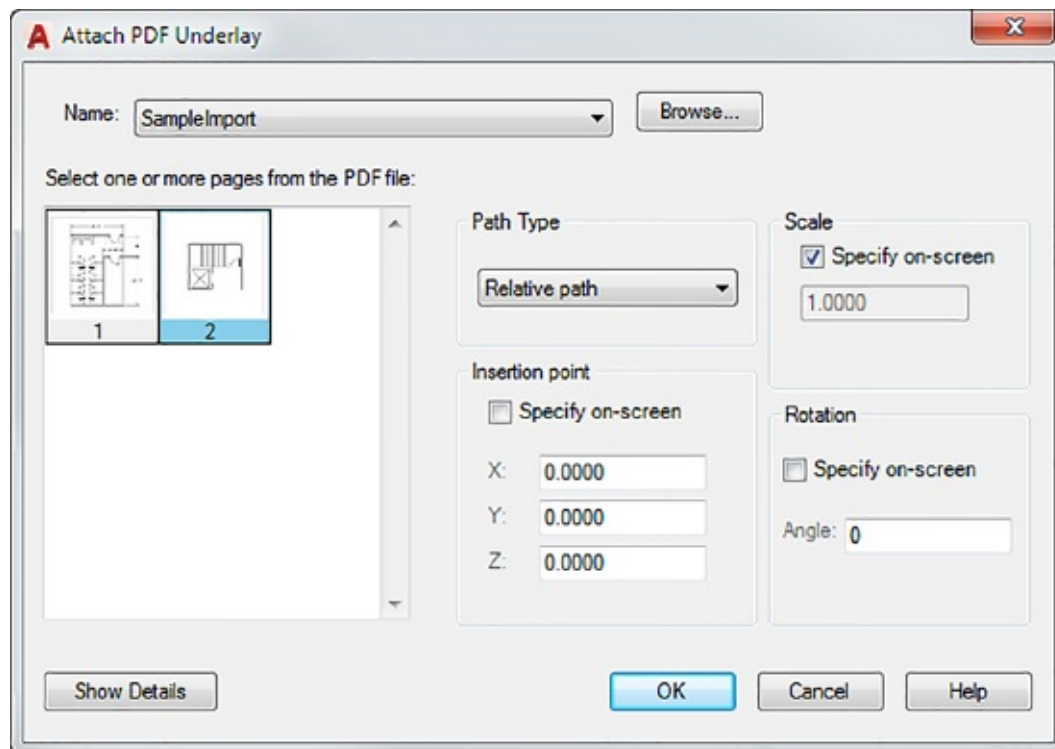 Attach PDF Underlay
Name: SampleImport Browse...
Select one or more pages from the PDF file:
1 2
Path Type
Relative path
Scale
Specify on-screen
1.0000
Insertion point
Specify on-screen
X: 0.0000
Y: 0.0000
Z: 0.0000
Rotation
Specify on-screen
Angle: 0
Show Details OK Cancel Help